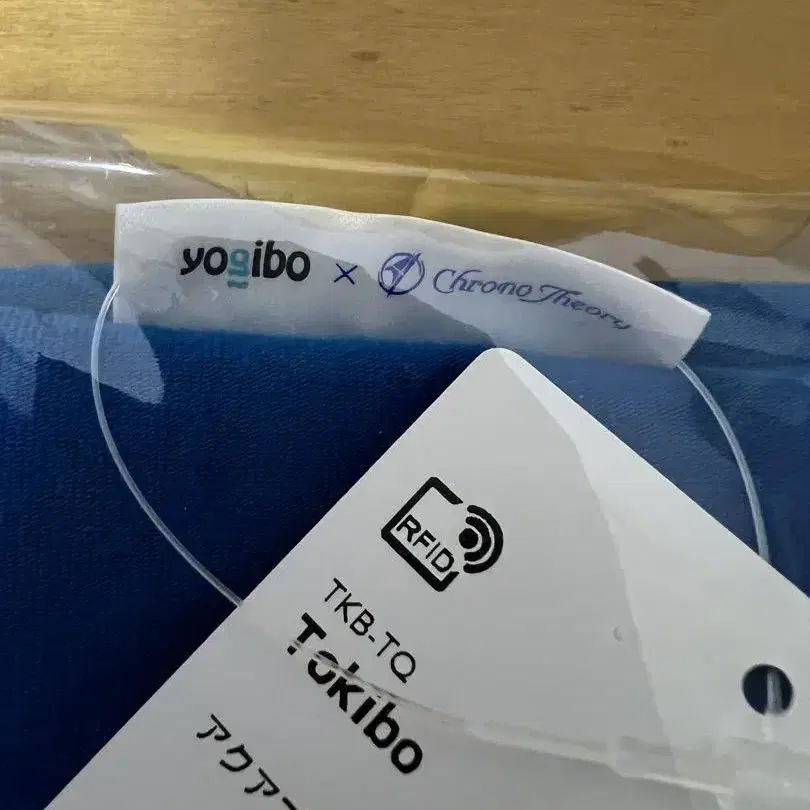 yogibo × Chrono Theory
RFID
TKB-TQ
Tokibo
アクア